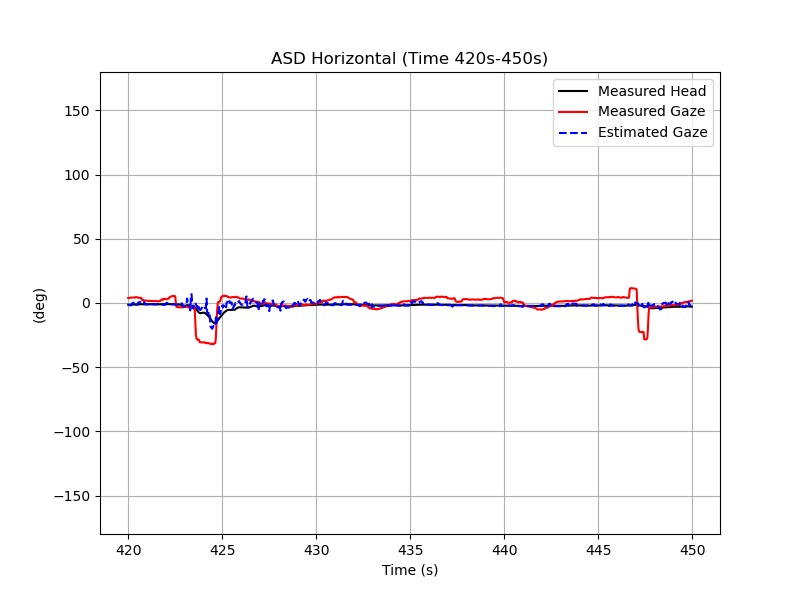 ASD Horizontal (Time 420s-450s)
Measured Head
Measured Gaze
Estimated Gaze
150
100
50
0
−50
−100
−150
(deg)
420 425 430 435 440 445 450
Time (s)